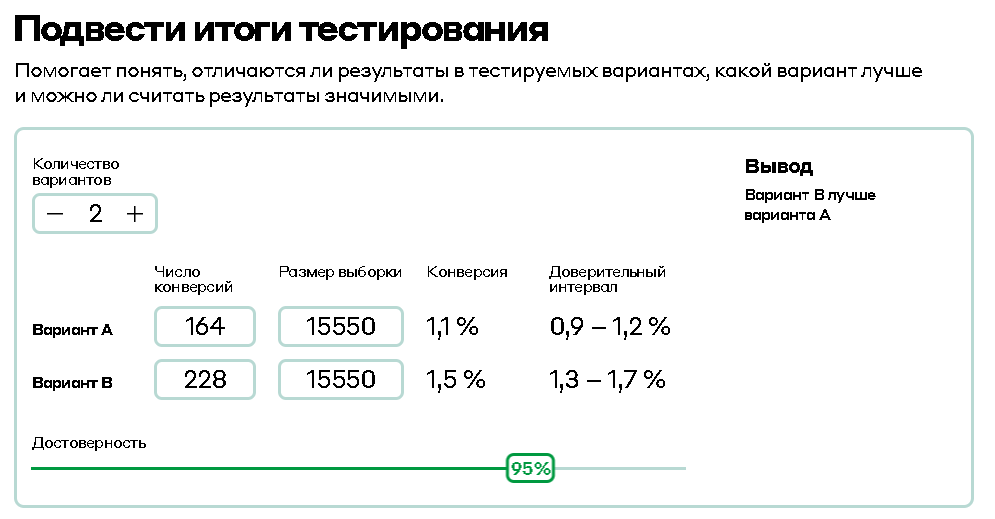 Подвести итоги тестирования
Помогает понять, отличаются ли результаты в тестируемых вариантах, какой вариант лучше
и можно ли считать результаты значимыми.
Количество
вариантов
— 2 +
Вывод
Вариант B лучше
варианта A
Число
конверсий
Размер выборки
Конверсия
Доверительный
интервал
Вариант A
164
15550
1,1 %
0,9 – 1,2 %
Вариант B
228
15550
1,5 %
1,3 – 1,7 %
Достоверность
95%